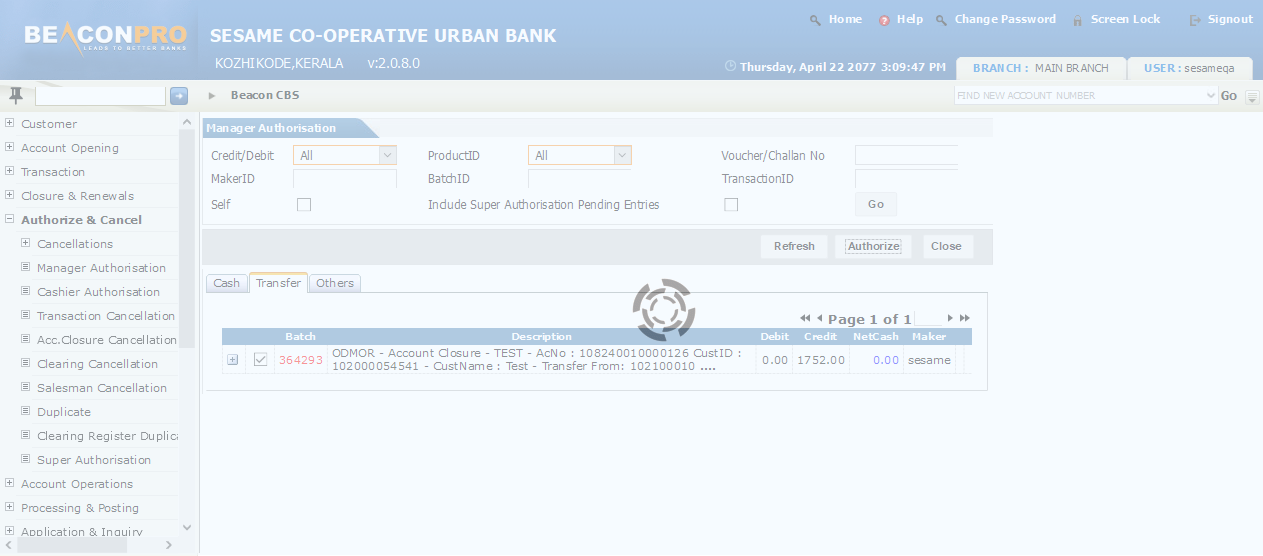 BEACONPRO
LEADS TO BETTER BANKS
SESAME CO-OPERATIVE URBAN BANK
KOZHIKODE,KERALA v:2.0.8.0
Home Help Change Password Screen Lock Signout
Thursday, April 22 2077 3:09:47 PM
BRANCH : MAIN BRANCH
USER : sesameqa
Beacon CBS
FIND NEW ACCOUNT NUMBER Go
Customer
Account Opening
Transaction
Closure & Renewals
Authorize & Cancel
Cancellations
Manager Authorisation
Cashier Authorisation
Transaction Cancellation
Acc.Closure Cancellation
Clearing Cancellation
Salesman Cancellation
Duplicate
Clearing Register Duplica
Super Authorisation
Account Operations
Processing & Posting
Application & Inquiry
Manager Authorisation
Credit/Debit All ProductID All Voucher/Challan No
MakerID BatchID TransactionID
Self Include Super Authorisation Pending Entries Go
Refresh Authorize Close
Cash Transfer Others
Page 1 of 1
Batch Description Debit Credit NetCash Maker
364293 ODMOR - Account Closure - TEST - AcNo : 108240010000126 CustID : 0.00 1752.00 0.00 sesame
102000054541 - CustName : Test - Transfer From: 102100010 ....